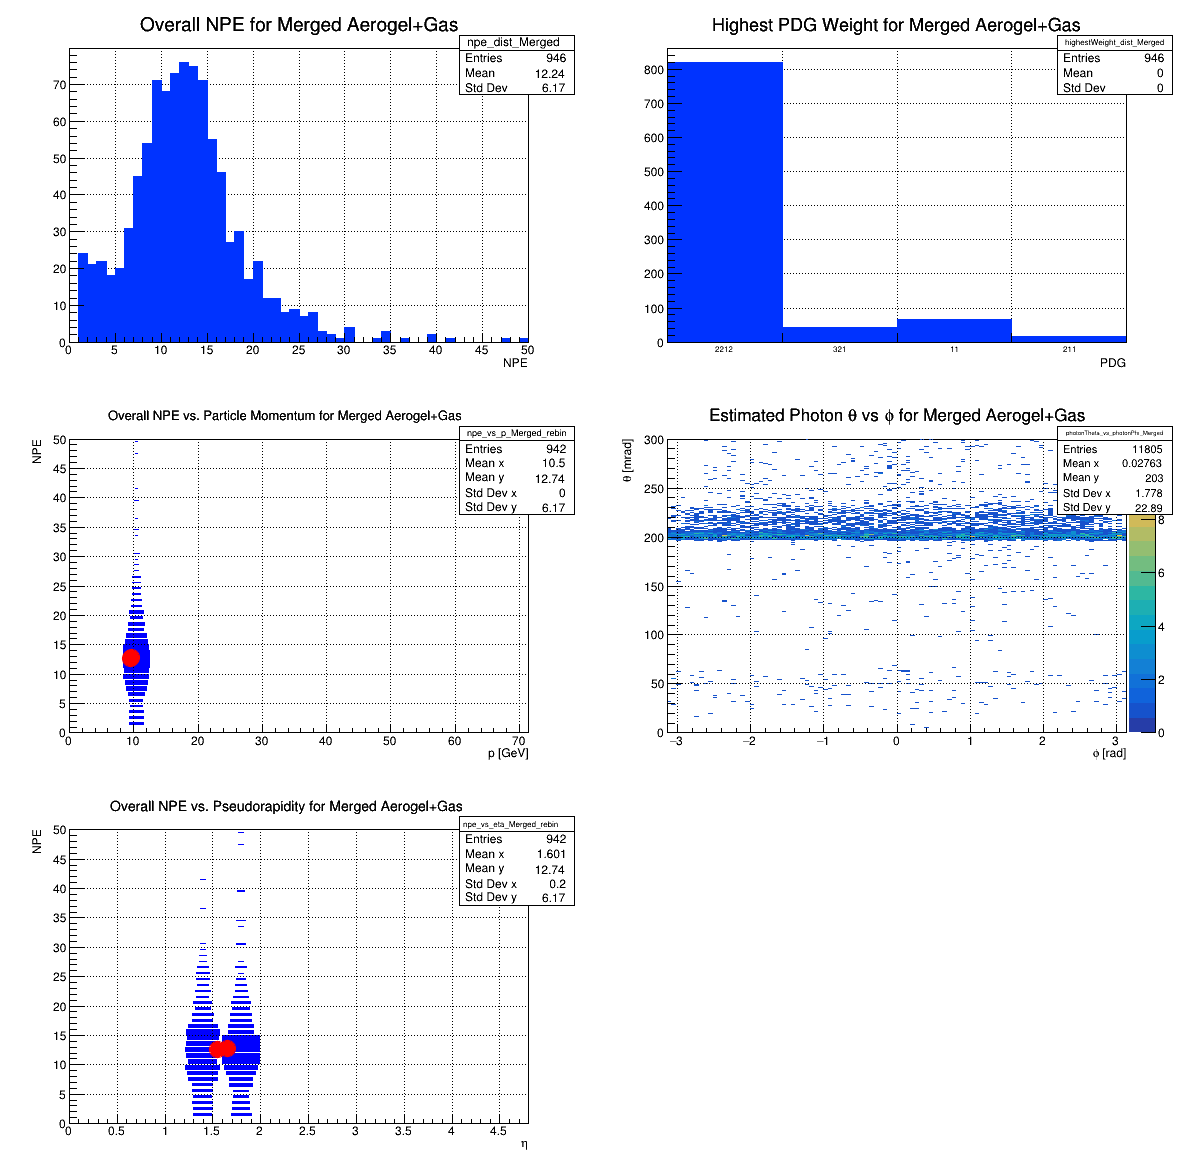 Overall NPE for Merged Aerogel+Gas
npe_dist_Merged
Entries 946
Mean 12.24
Std Dev 6.17
70
60
50
40
30
20
10
0
0 5 10 15 20 25 30 35 40 45 50
NPE
Highest PDG Weight for Merged Aerogel+Gas
highestWeight_dist_Merged
Entries 946
Mean 0
Std Dev 0
800
700
600
500
400
300
200
100
0
2212 321 11 211
PDG
Overall NPE vs. Particle Momentum for Merged Aerogel+Gas
npe_vs_p_Merged_rebin
Entries 942
Mean x 10.5
Mean y 12.74
Std Dev x 0
Std Dev y 6.17
NPE
50
45
40
35
30
25
20
15
10
5
0
0 10 20 30 40 50 60 70
p [GeV]
Estimated Photon θ vs ϕ for Merged Aerogel+Gas
photonTheta_vs_photonPhi_Merged
Entries 11805
Mean x 0.02763
Mean y 203
Std Dev x 1.778
Std Dev y 22.89
θ [mrad]
300
250
200
150
100
50
0
−3 −2 −1 0 1 2 3
ϕ [rad]
8
6
4
2
0
Overall NPE vs. Pseudorapidity for Merged Aerogel+Gas
npe_vs_eta_Merged_rebin
Entries 942
Mean x 1.601
Mean y 12.74
Std Dev x 0.2
Std Dev y 6.17
NPE
50
45
40
35
30
25
20
15
10
5
0
0 0.5 1 1.5 2 2.5 3 3.5 4 4.5
η